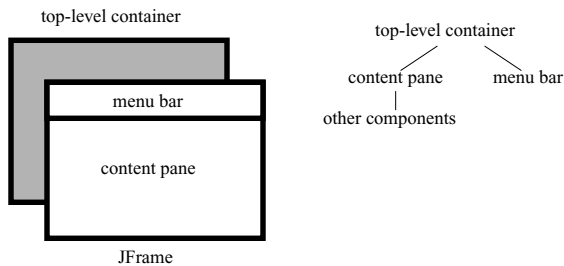 top-level container
menu bar
content pane
JFrame
top-level container
content pane
menu bar
other components